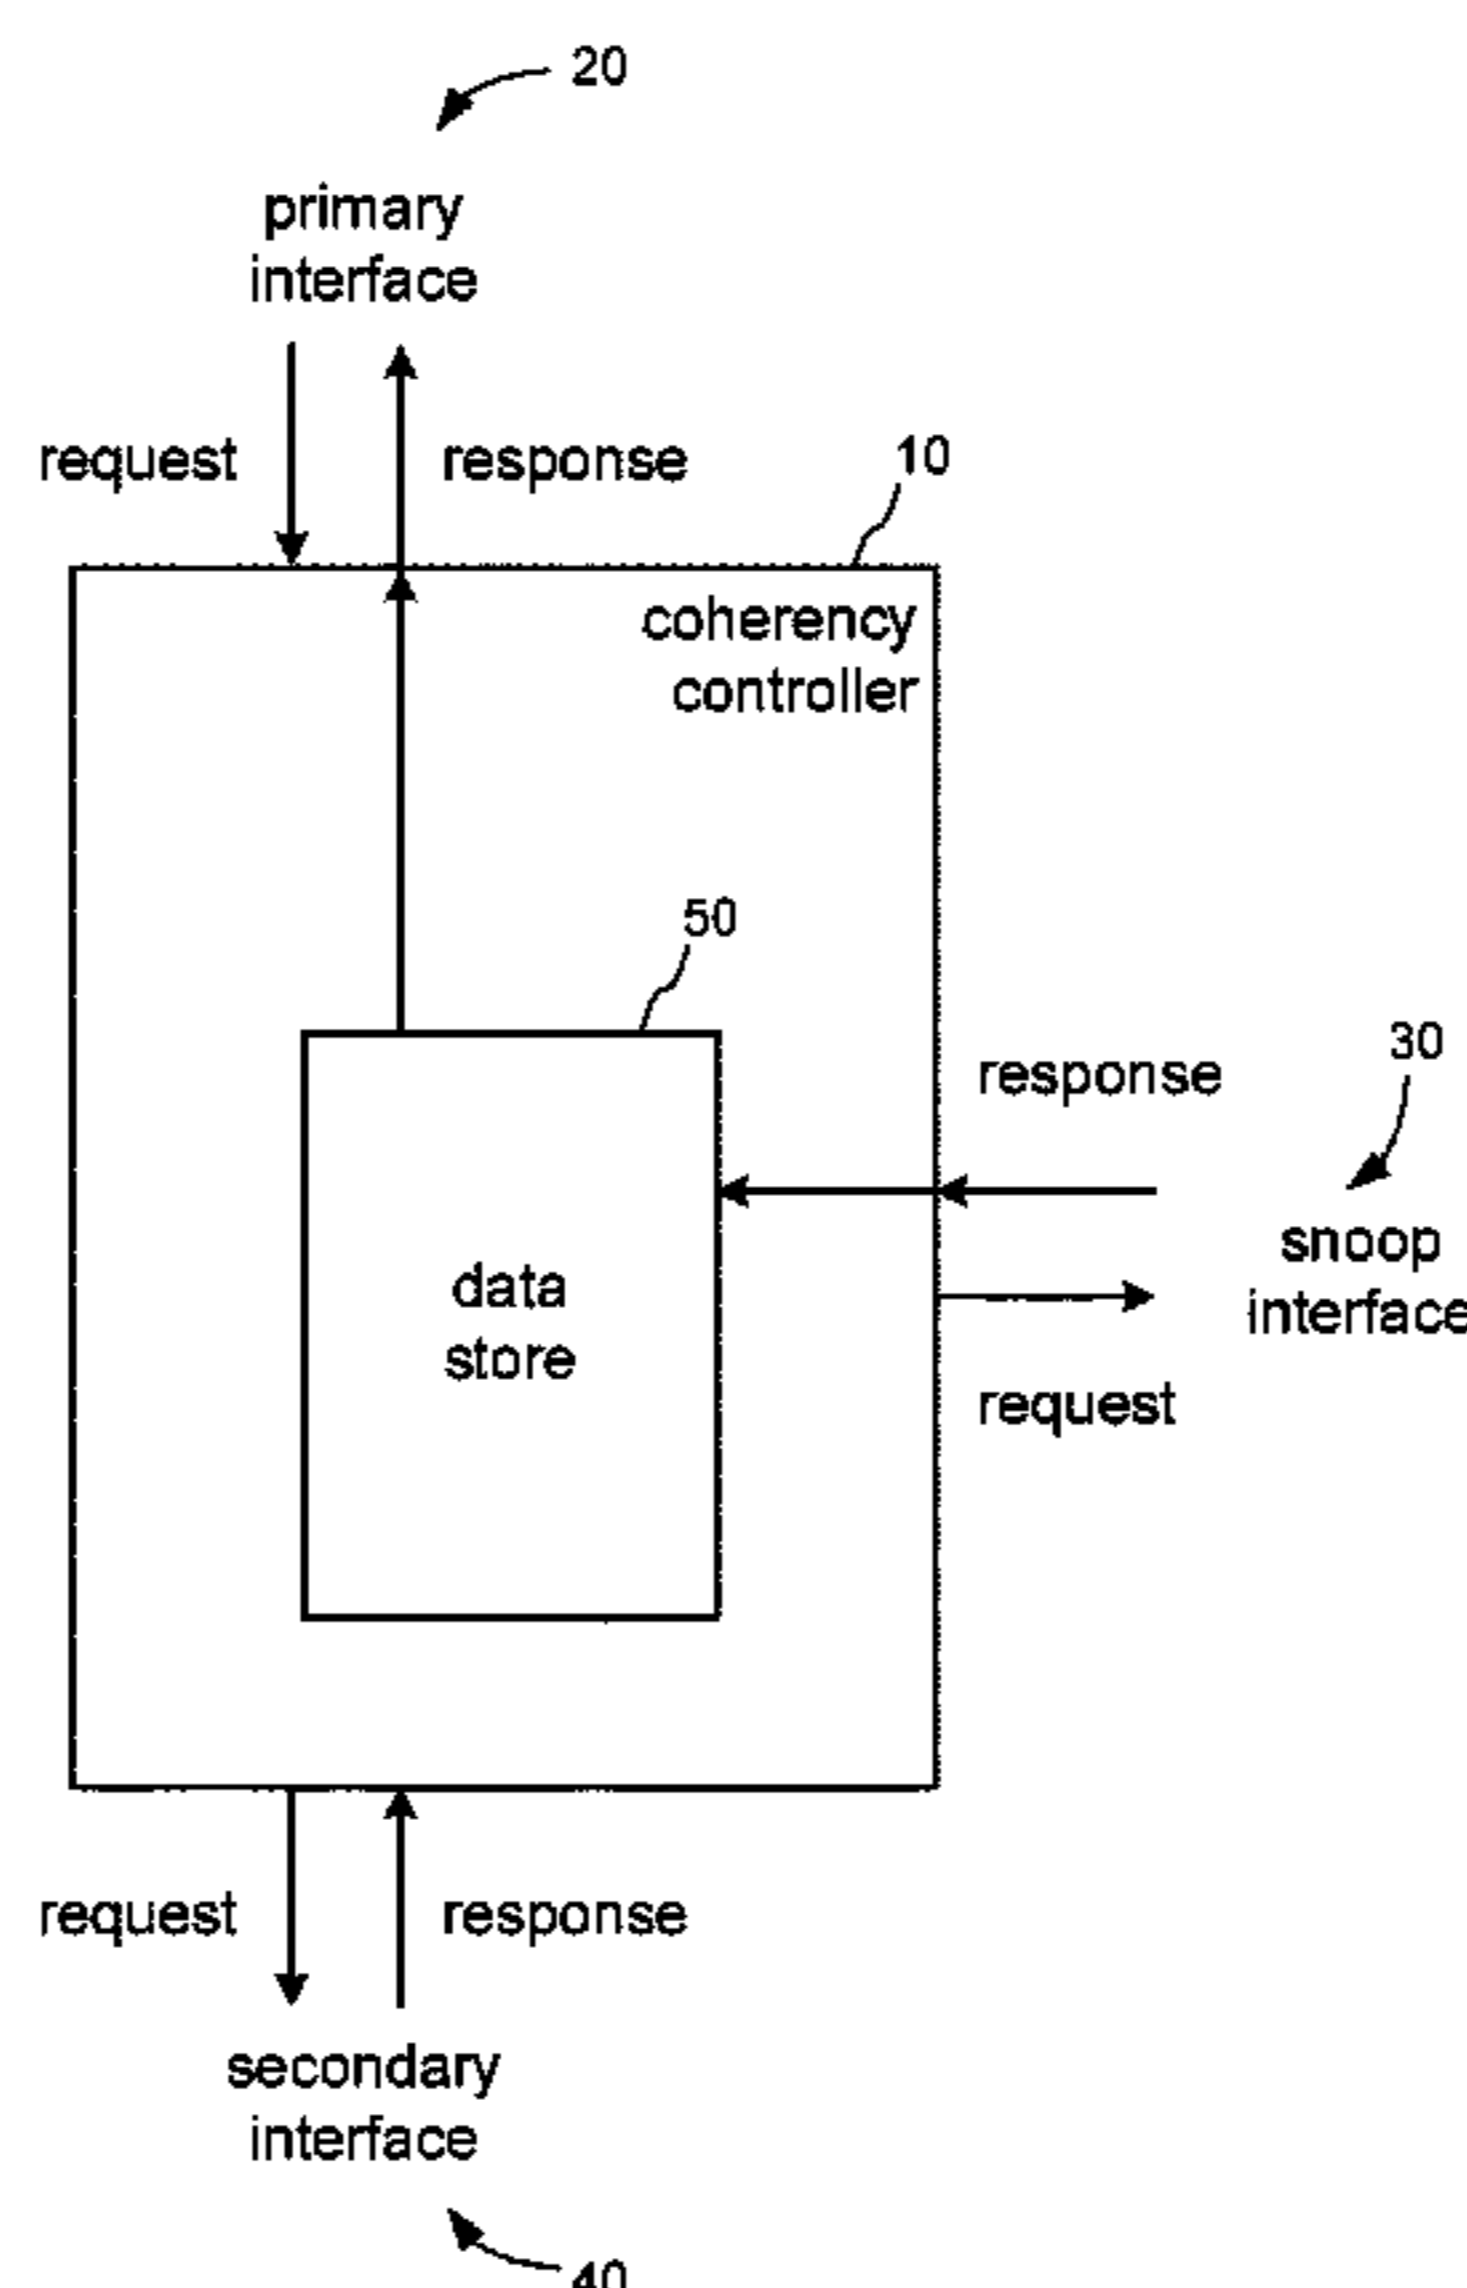 20
primary
interface
request
response
10
coherency
controller
50
30
response
snoop
interface
data
store
request
request
response
secondary
interface
40